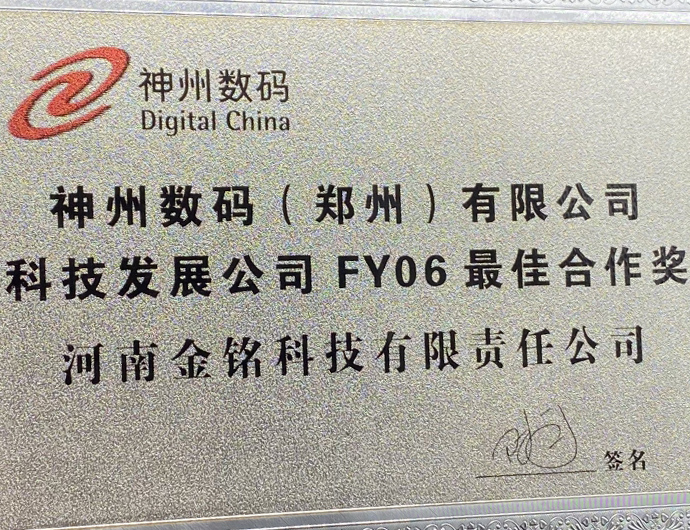 神州数码
Digital China
神州数码（郑州）有限公司
科技发展公司 FY06 最佳合作奖
河南金铭科技有限责任公司
签名